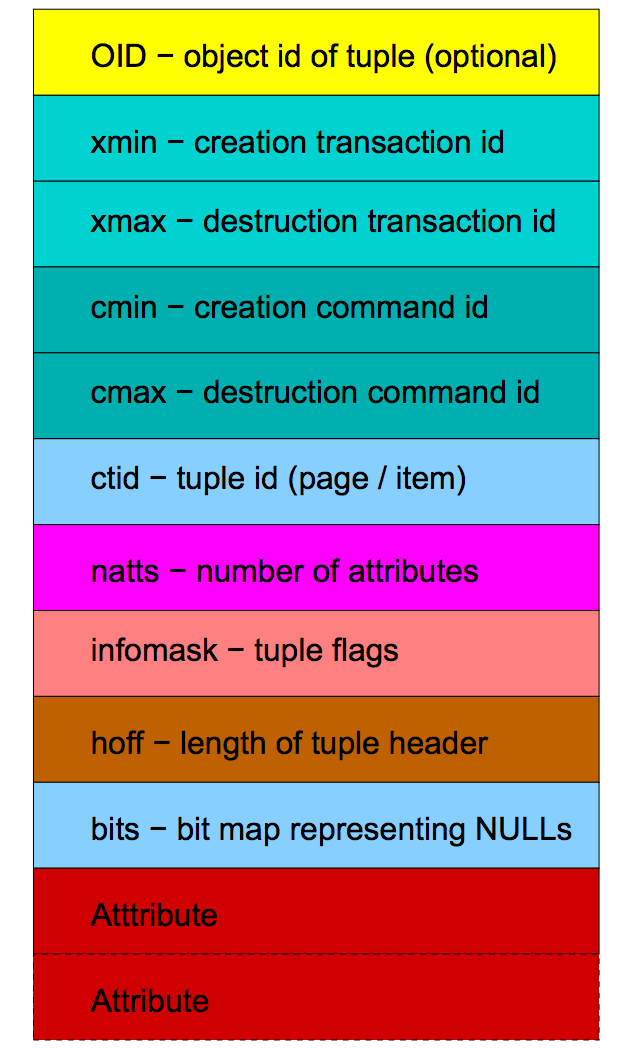 OID − object id of tuple (optional)
xmin − creation transaction id
xmax − destruction transaction id
cmin − creation command id
cmax − destruction command id
ctid − tuple id (page / item)
natts − number of attributes
infomask − tuple flags
hoff − length of tuple header
bits − bit map representing NULLs
Atttribute
Attribute